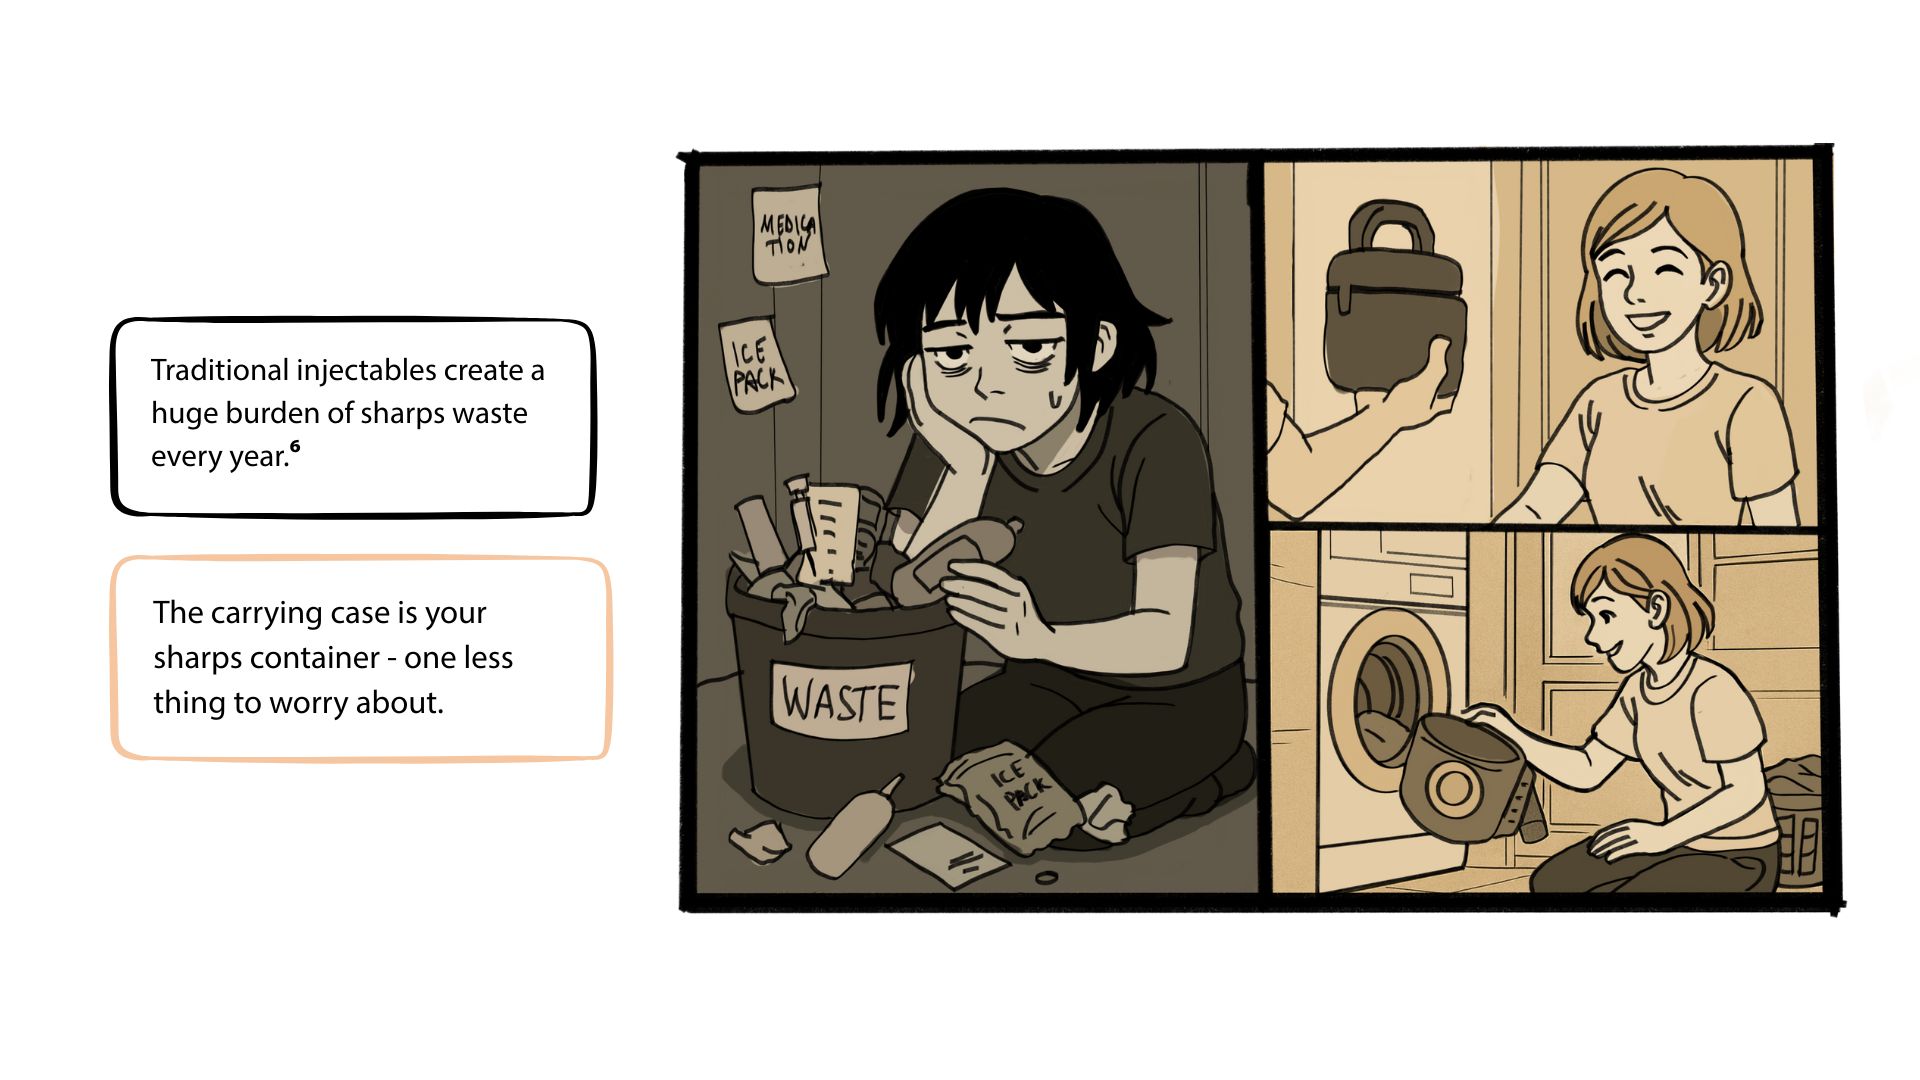 Traditional injectables create a
huge burden of sharps waste
every year.⁶
The carrying case is your
sharps container - one less
thing to worry about.
MEDICA
TION
ICE
PACK
WASTE
ICE
PACK